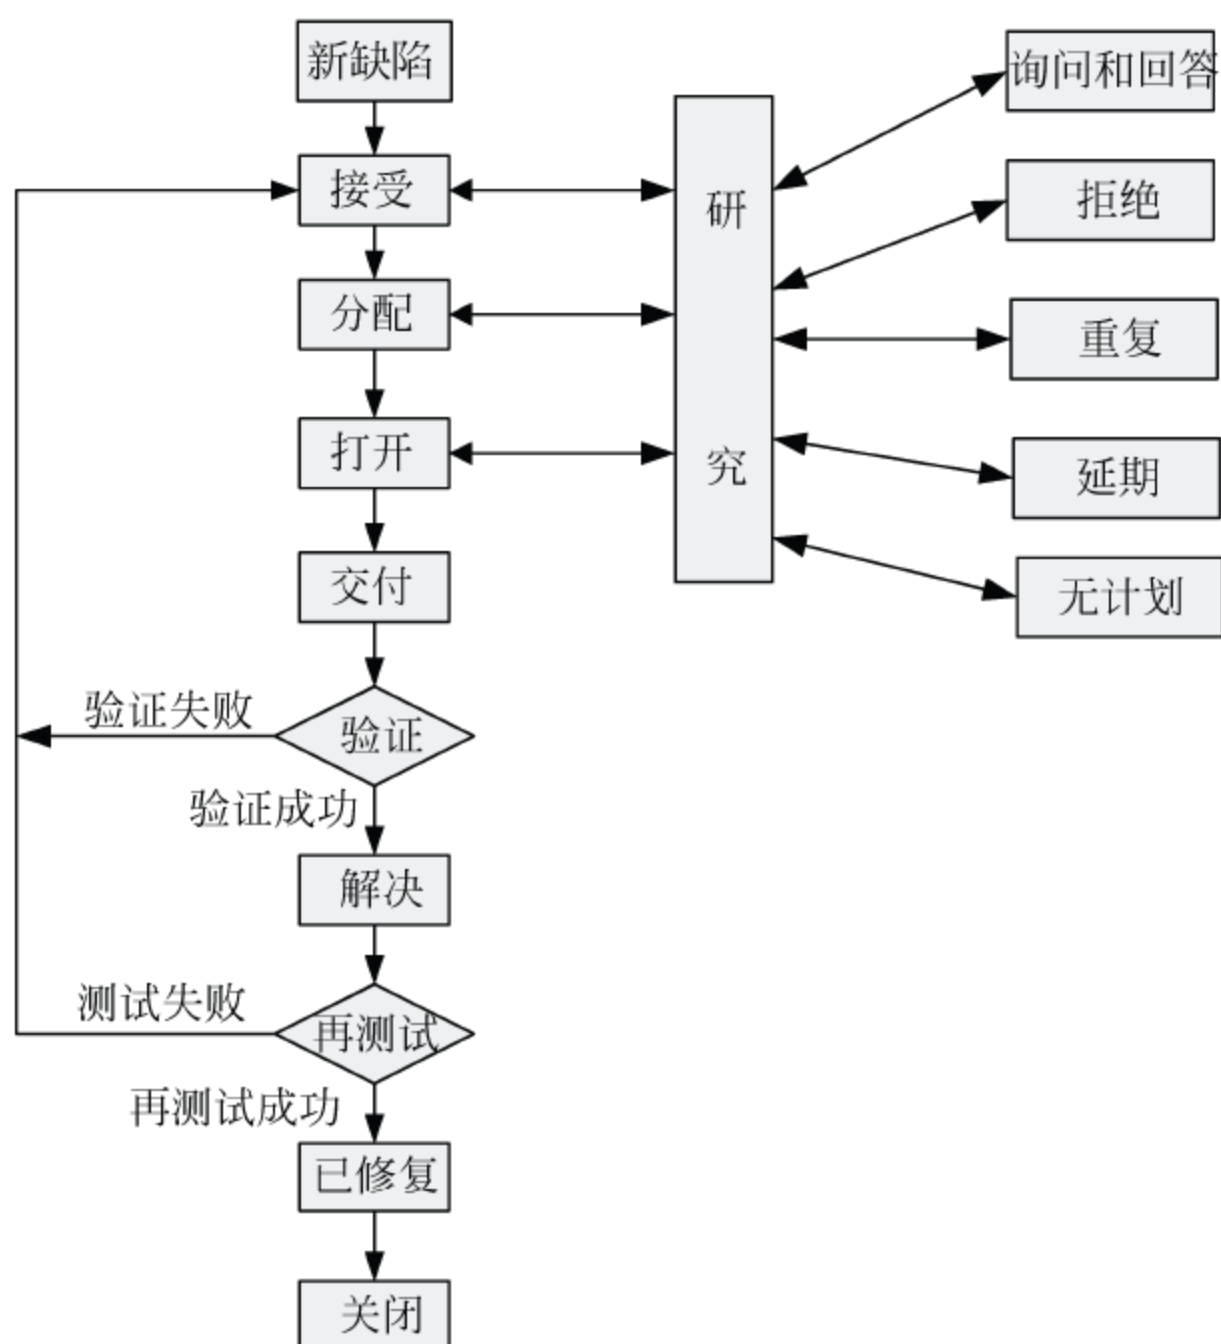 新缺陷
接受
分配
打开
交付
验证失败
验证
验证成功
解决
测试失败
再测试
再测试成功
已修复
关闭
研
究
询问和回答
拒绝
重复
延期
无计划